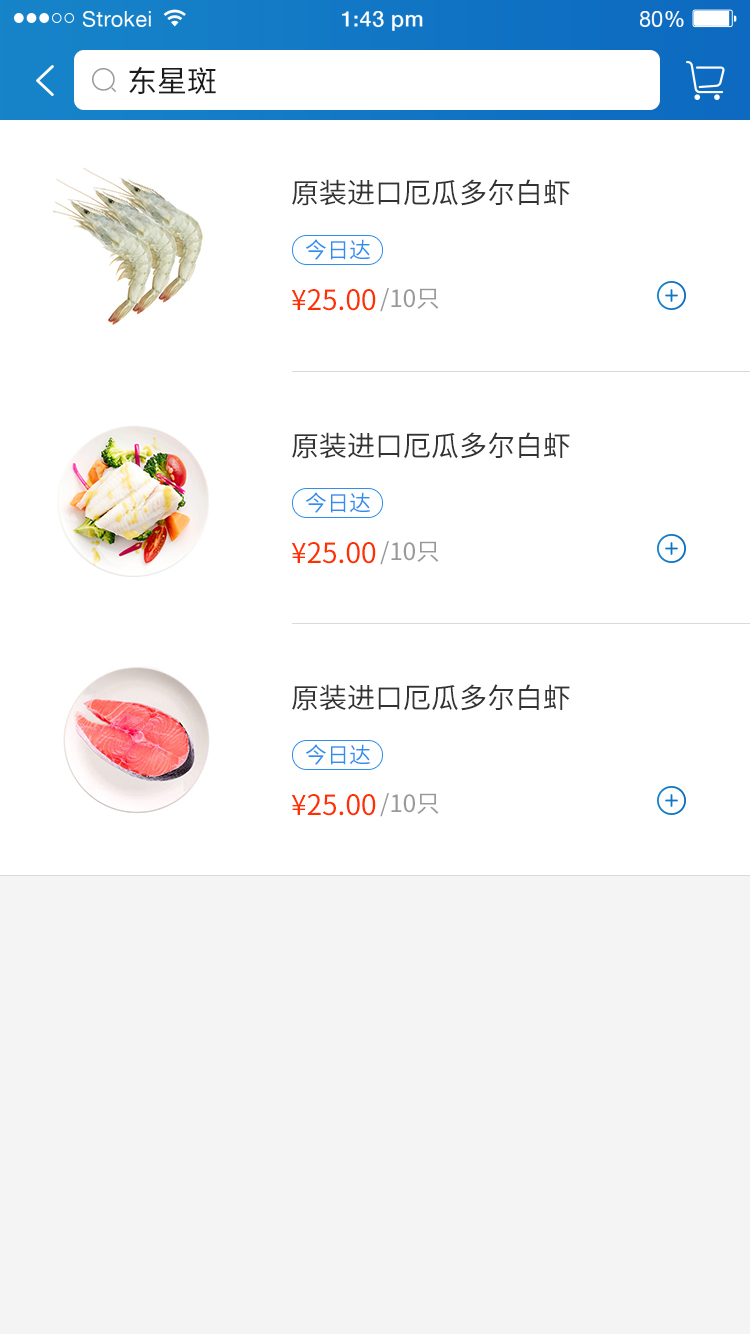 Strokei 1:43 pm 80%
东星斑
原装进口厄瓜多尔白虾
今日达
¥25.00/10只
原装进口厄瓜多尔白虾
今日达
¥25.00/10只
原装进口厄瓜多尔白虾
今日达
¥25.00/10只